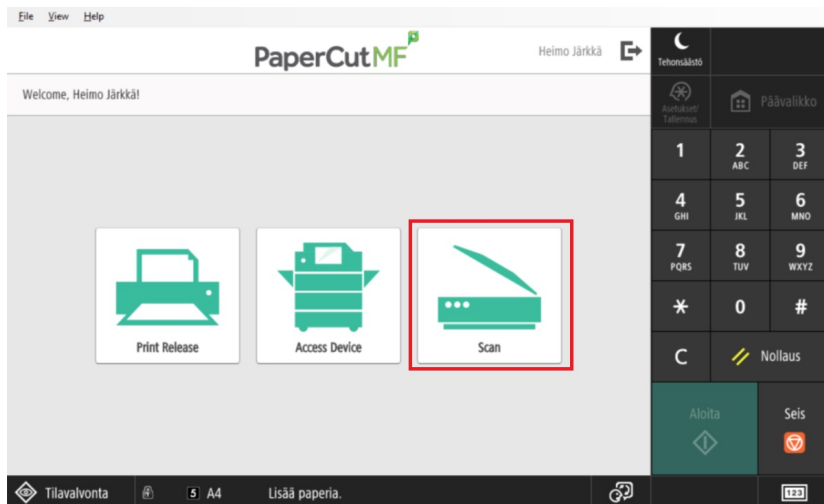 File View Help
PaperCut MF
Heimo Järkkä
Welcome, Heimo Järkkä!
Print Release
Access Device
Scan
Tehonsäästö
Asetukset/
Tallennus
Päävalikko
1
2
ABC
3
DEF
4
GHI
5
JKL
6
MNO
7
PQRS
8
TUV
9
WXYZ
*
0
#
C
Nollaus
Aloita
Seis
Tilavalvonta
5 A4
Lisää paperia.
123